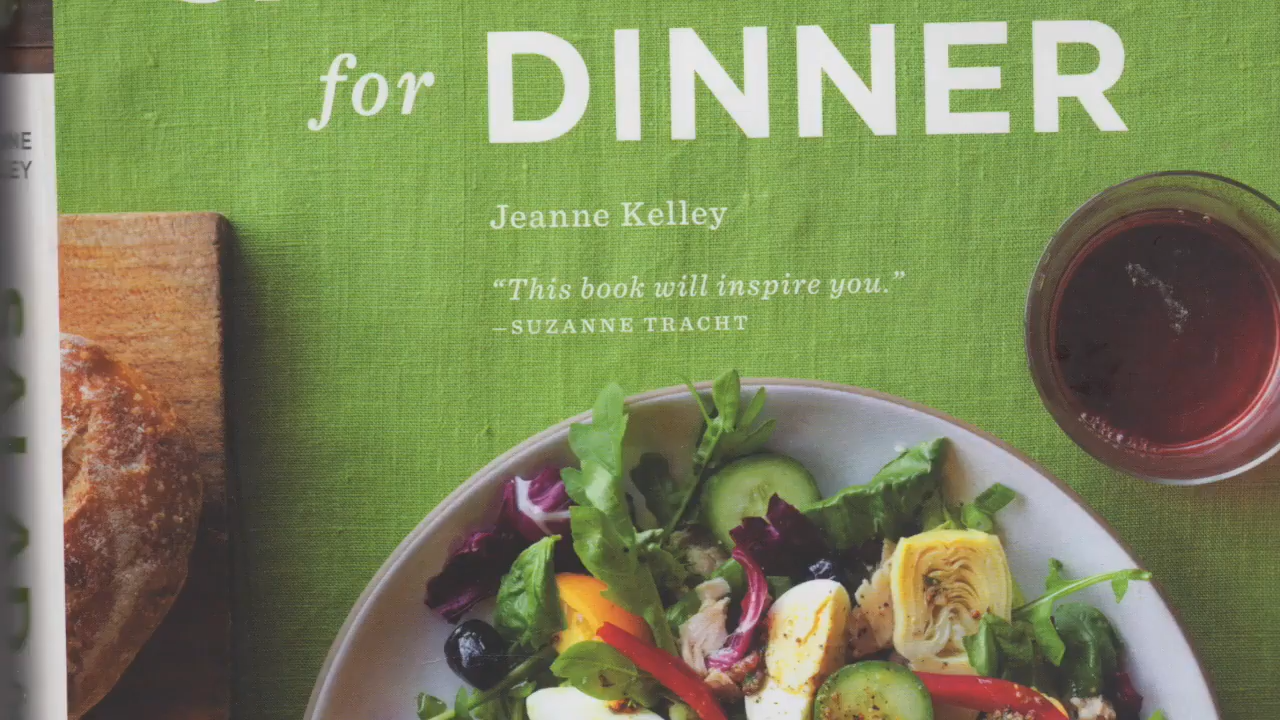 for DINNER
Jeanne Kelley
“This book will inspire you.”
—SUZANNE TRACHT